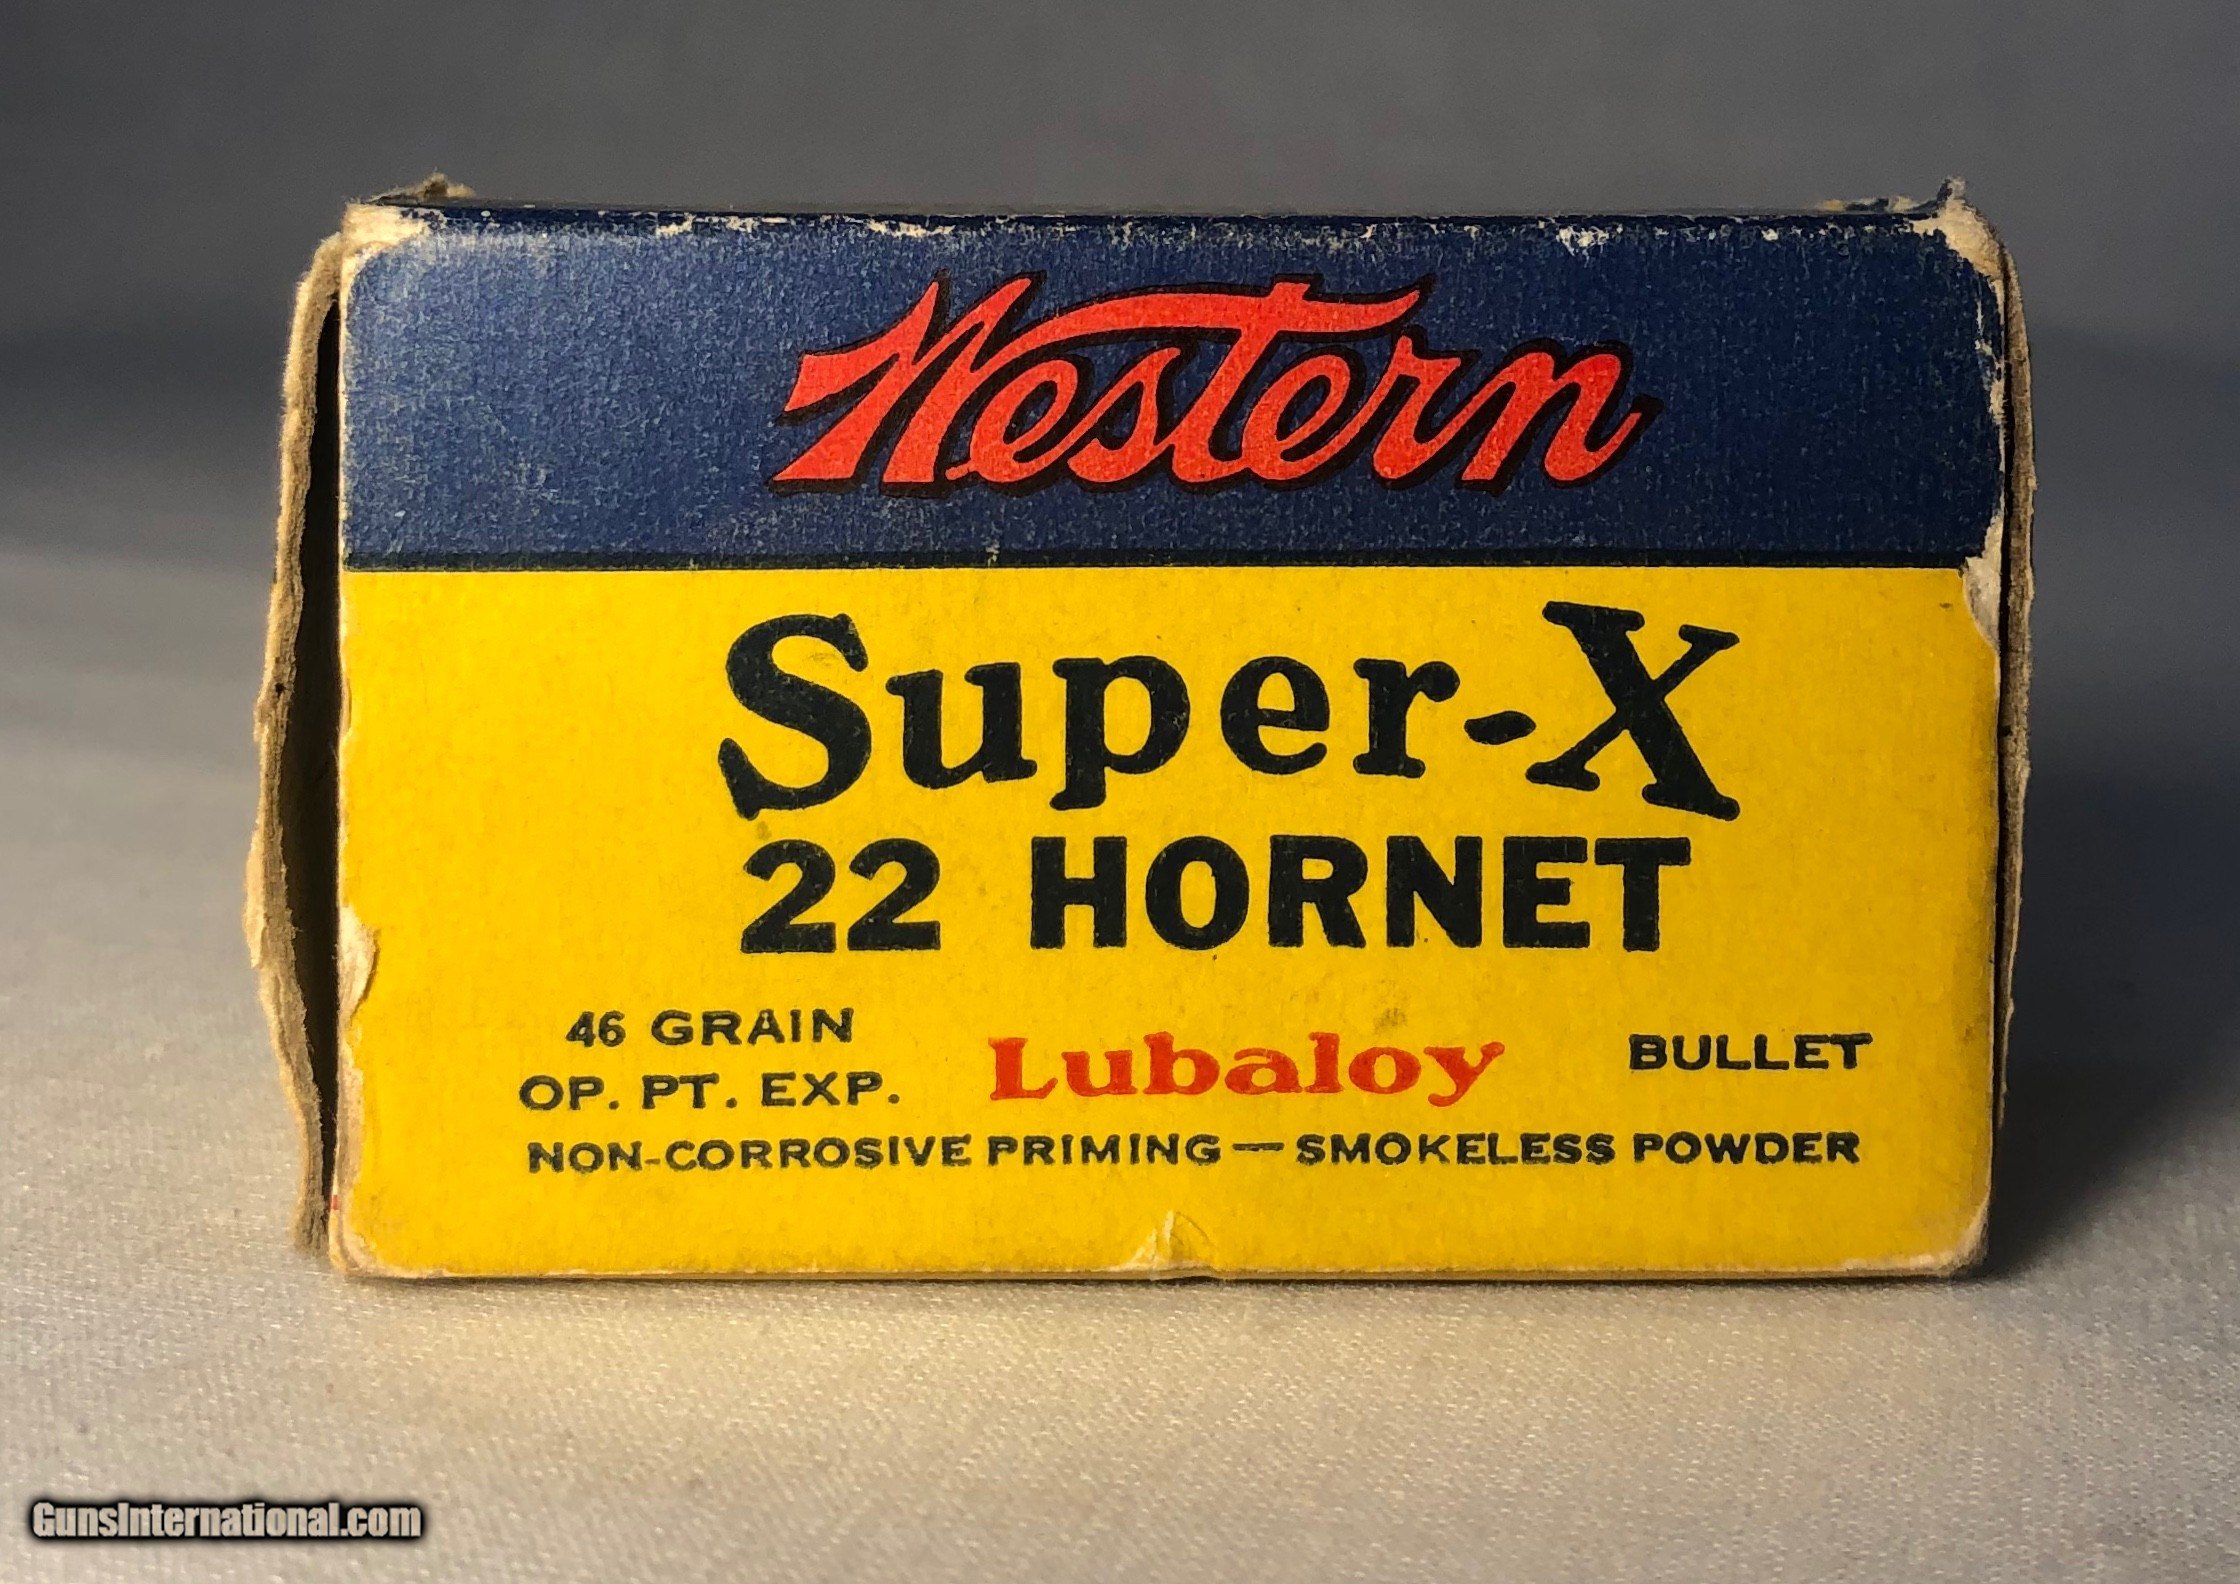 Western
Super-X
22 HORNET
46 GRAIN
OP. PT. EXP.
Lubaloy
BULLET
NON-CORROSIVE PRIMING — SMOKELESS POWDER
GunsInternational.com